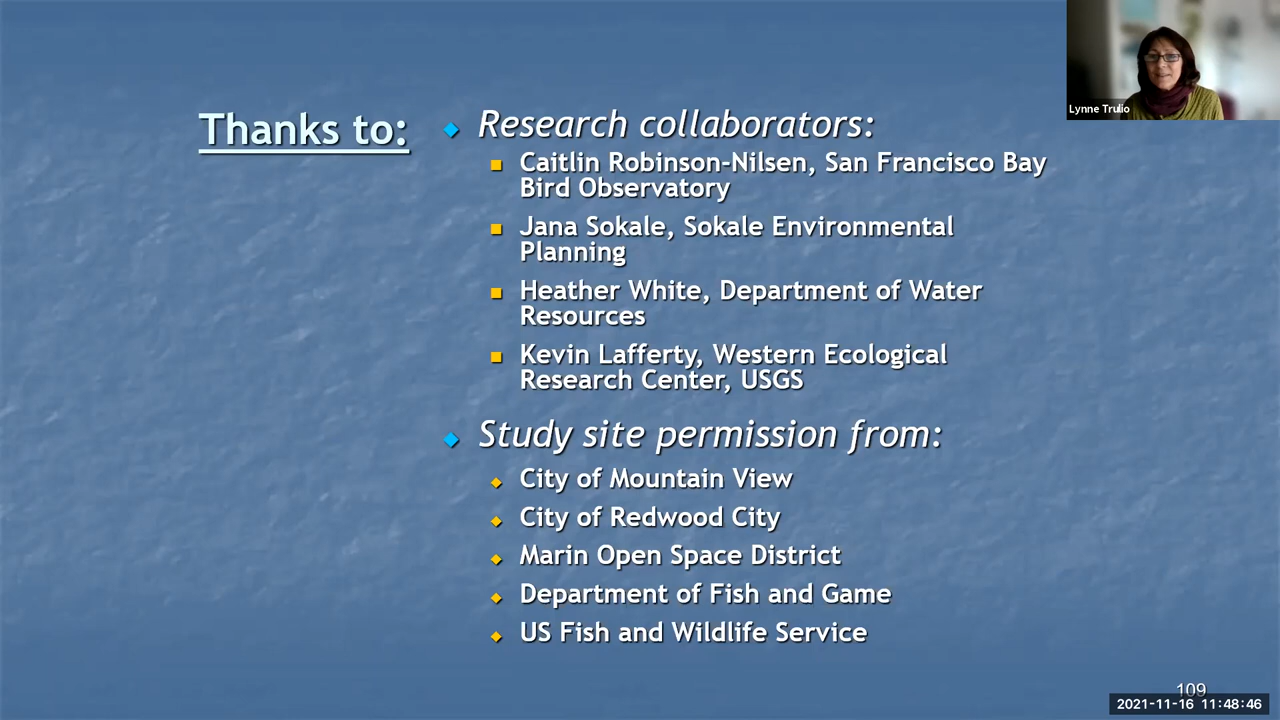 Lynne Trulio
Thanks to:
Research collaborators:
Caitlin Robinson-Nilsen, San Francisco Bay
Bird Observatory
Jana Sokale, Sokale Environmental
Planning
Heather White, Department of Water
Resources
Kevin Lafferty, Western Ecological
Research Center, USGS
Study site permission from:
City of Mountain View
City of Redwood City
Marin Open Space District
Department of Fish and Game
US Fish and Wildlife Service
109
2021-11-16 11:48:46